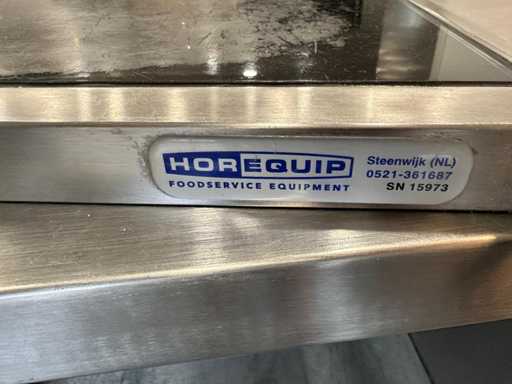 HOREQUIP
FOODSERVICE EQUIPMENT
Steenwijk (NL)
0521-361687
SN 15973